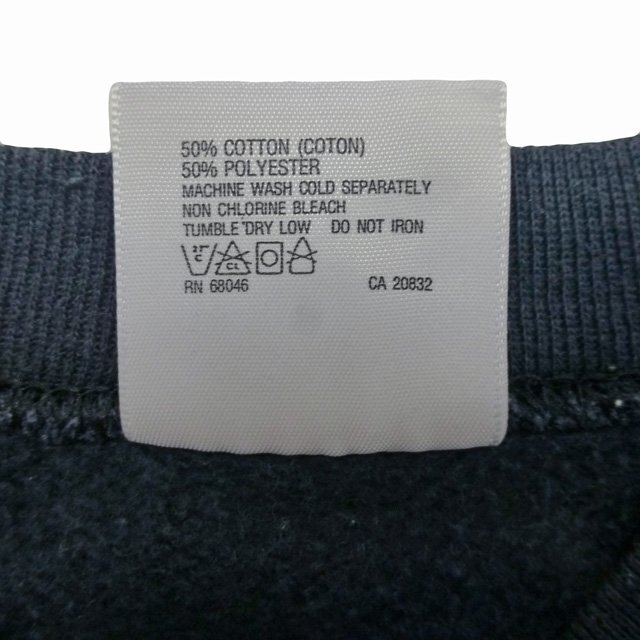 50% COTTON (COTON)
50% POLYESTER
MACHINE WASH COLD SEPARATELY
NON CHLORINE BLEACH
TUMBLE DRY LOW DO NOT IRON
CL
RN 68046 CA 20832